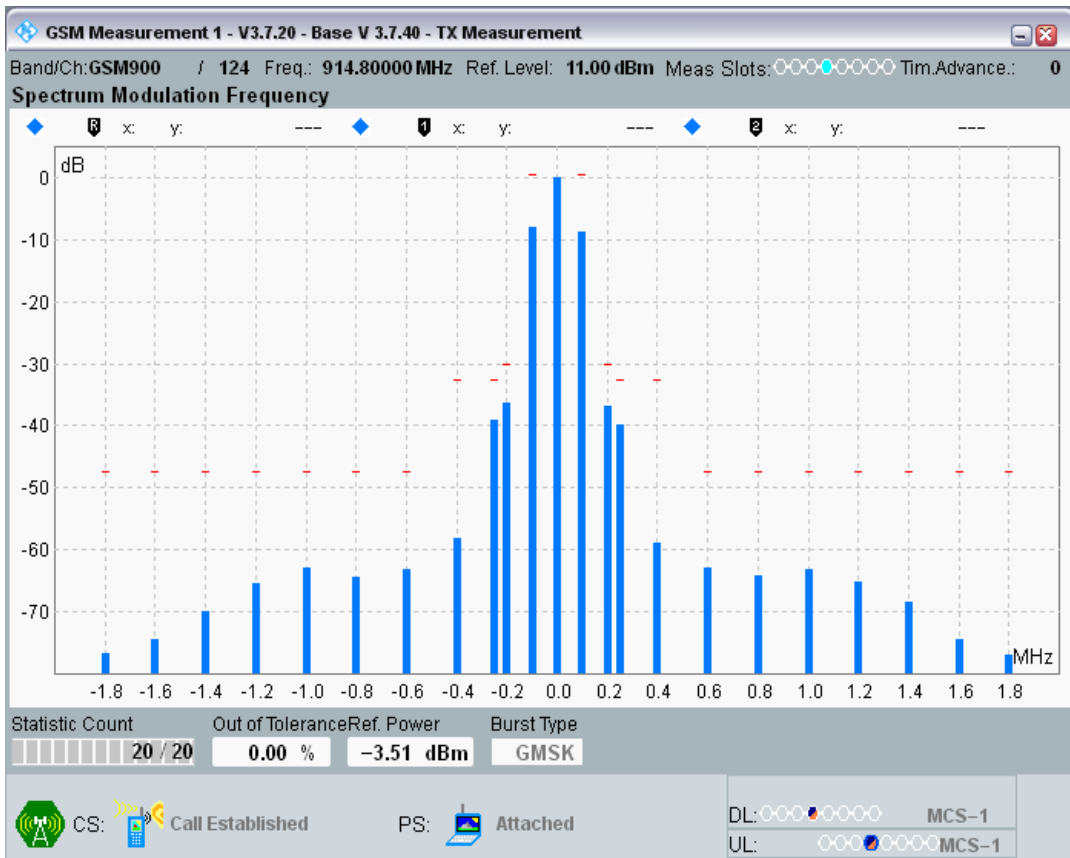 GSM Measurement 1 - V3.7.20 - Base V 3.7.40 - TX Measurement
Band/Ch:GSM900 / 124 Freq.: 914.80000 MHz Ref. Level: 11.00 dBm Meas Slots: Tim.Advance.: 0
Spectrum Modulation Frequency
R x: y: --- 1 x: y: --- 2 x: y: ---
dB
0
-10
-20
-30
-40
-50
-60
-70
MHz
-1.8 -1.6 -1.4 -1.2 -1.0 -0.8 -0.6 -0.4 -0.2 0.0 0.2 0.4 0.6 0.8 1.0 1.2 1.4 1.6 1.8
Statistic Count Out of Tolerance Ref. Power Burst Type
20 / 20 0.00 % −3.51 dBm GMSK
CS: Call Established PS: Attached
DL: MCS−1
UL: MCS−1